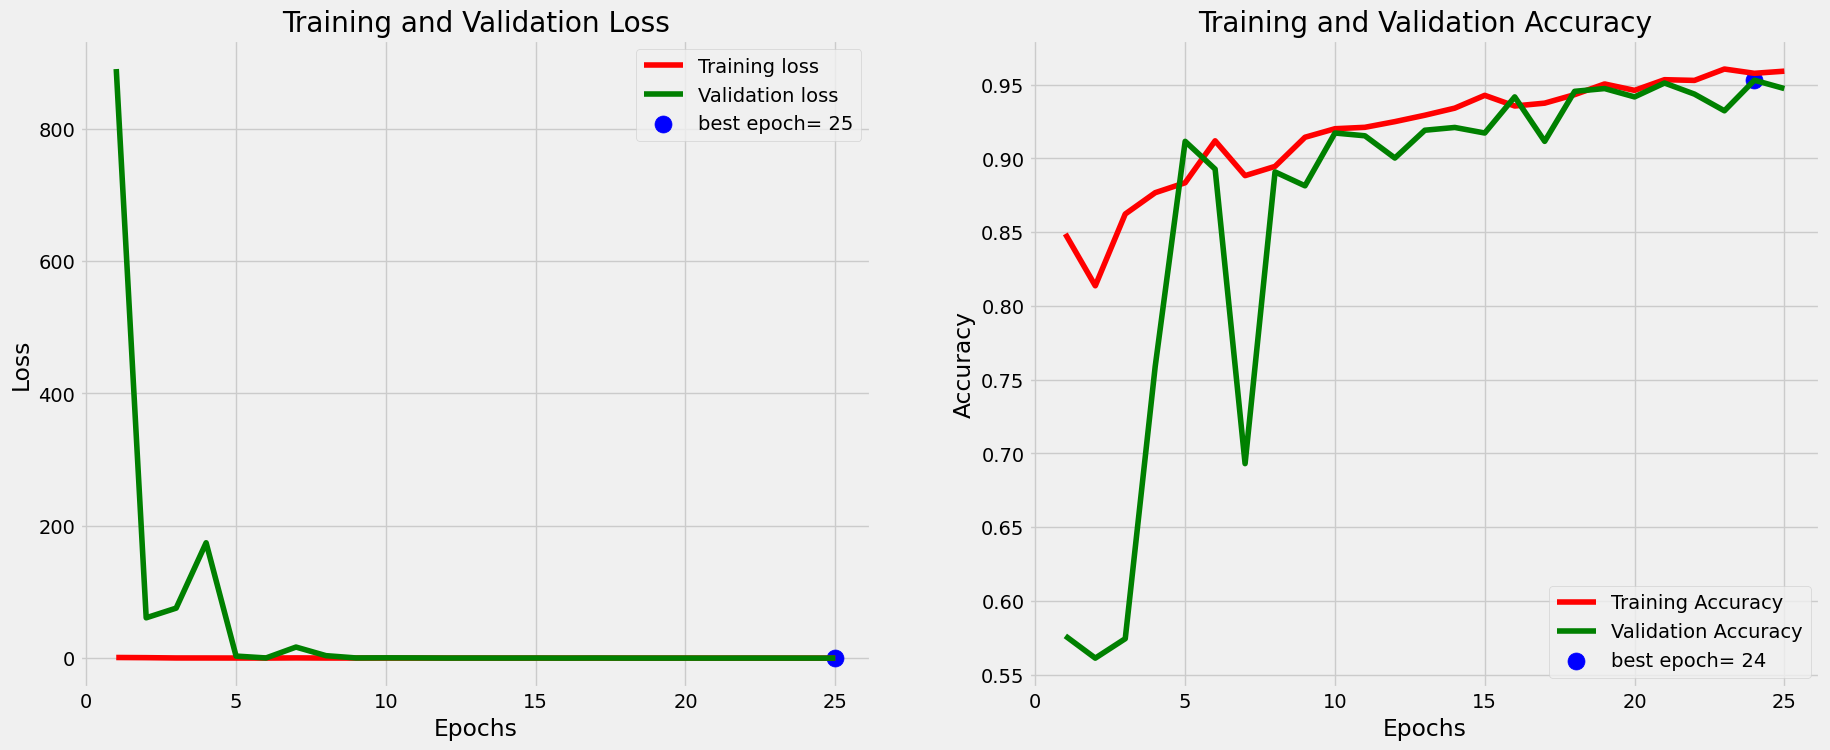 Training and Validation Loss
Training loss
Validation loss
best epoch= 25
800
600
400
200
0
Loss
0 5 10 15 20 25
Epochs
Training and Validation Accuracy
0.95
0.90
0.85
0.80
0.75
0.70
0.65
0.60
0.55
Accuracy
Training Accuracy
Validation Accuracy
best epoch= 24
0 5 10 15 20 25
Epochs